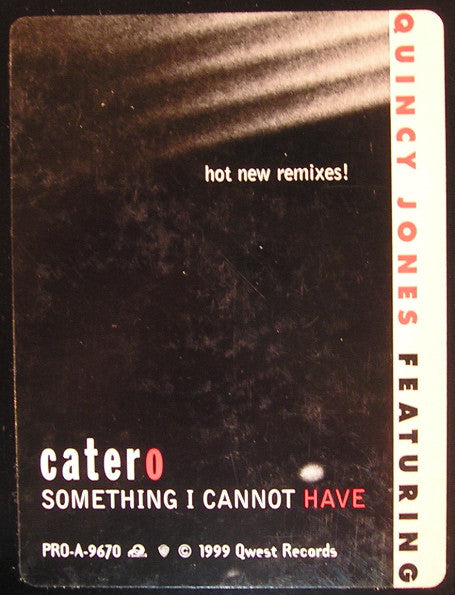 QUINCY JONES FEATURING
hot new remixes!
catero
SOMETHING I CANNOT HAVE
PRO-A-9670 © 1999 Qwest Records